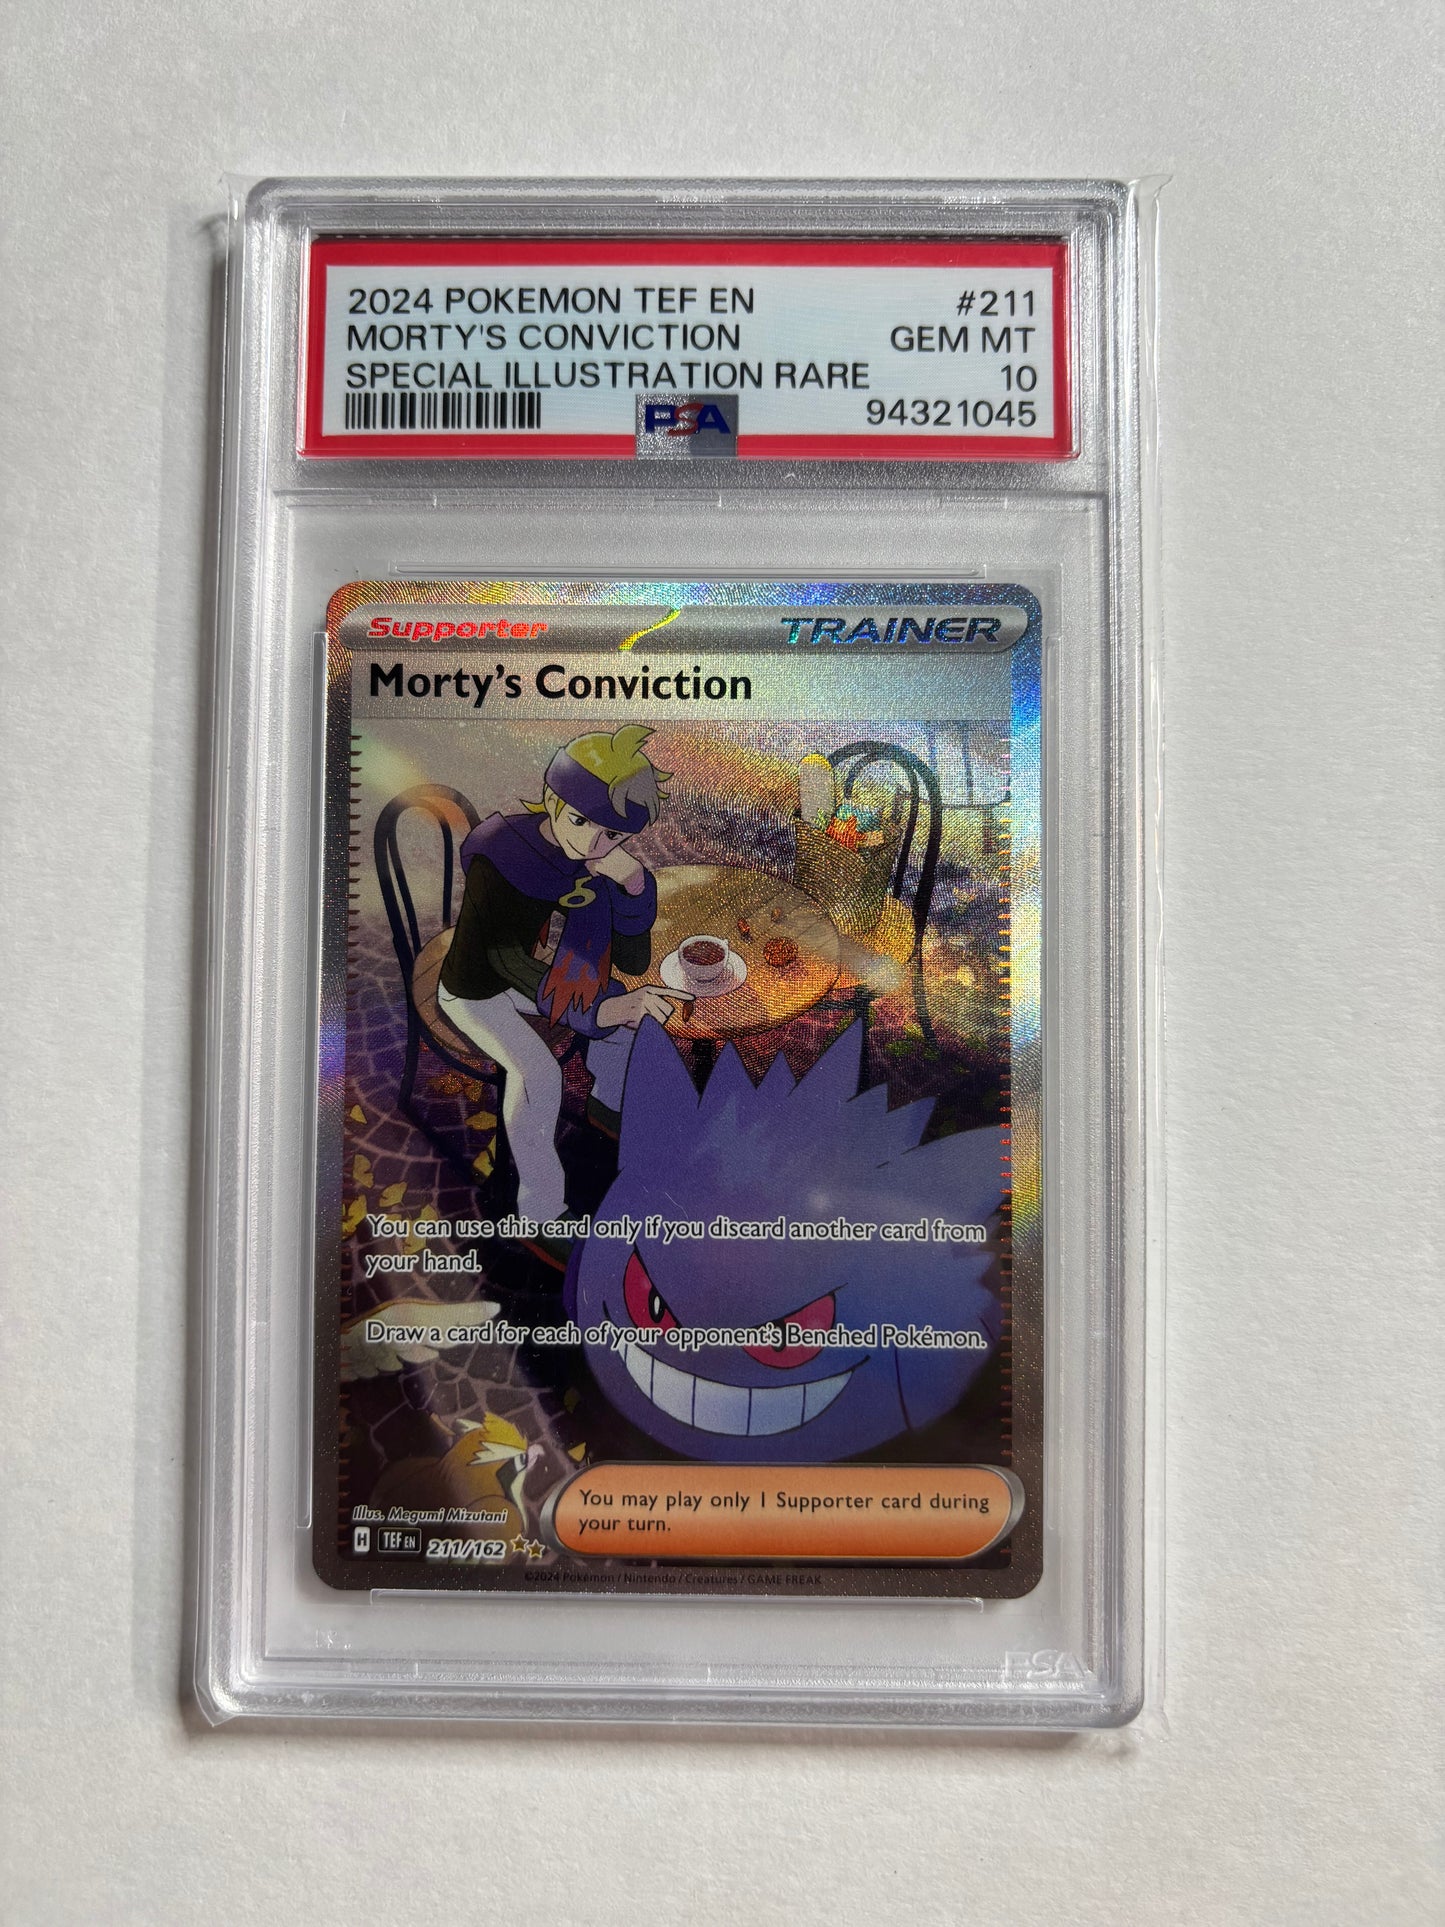 2024 POKEMON TEF EN #211
MORTY'S CONVICTION GEM MT
SPECIAL ILLUSTRATION RARE 10
PSA 94321045
Supporter TRAINER
Morty's Conviction
You can use this card only if you discard another card from
your hand.
Draw a card for each of your opponent's Benched Pokémon.
You may play only 1 Supporter card during
your turn.
Illus. Megumi Mizutani
H TEF EN 211/162
©2024 Pokémon / Nintendo / Creatures / GAME FREAK
PSA